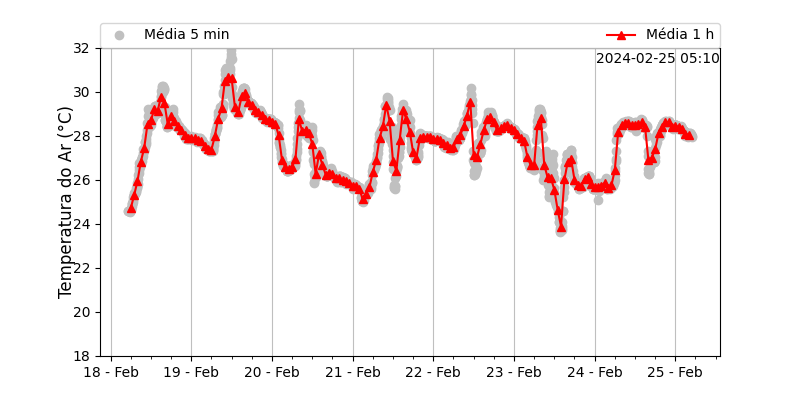 Média 5 min
Média 1 h
2024-02-25 05:10
Temperatura do Ar (°C)
32
30
28
26
24
22
20
18
18 - Feb
19 - Feb
20 - Feb
21 - Feb
22 - Feb
23 - Feb
24 - Feb
25 - Feb